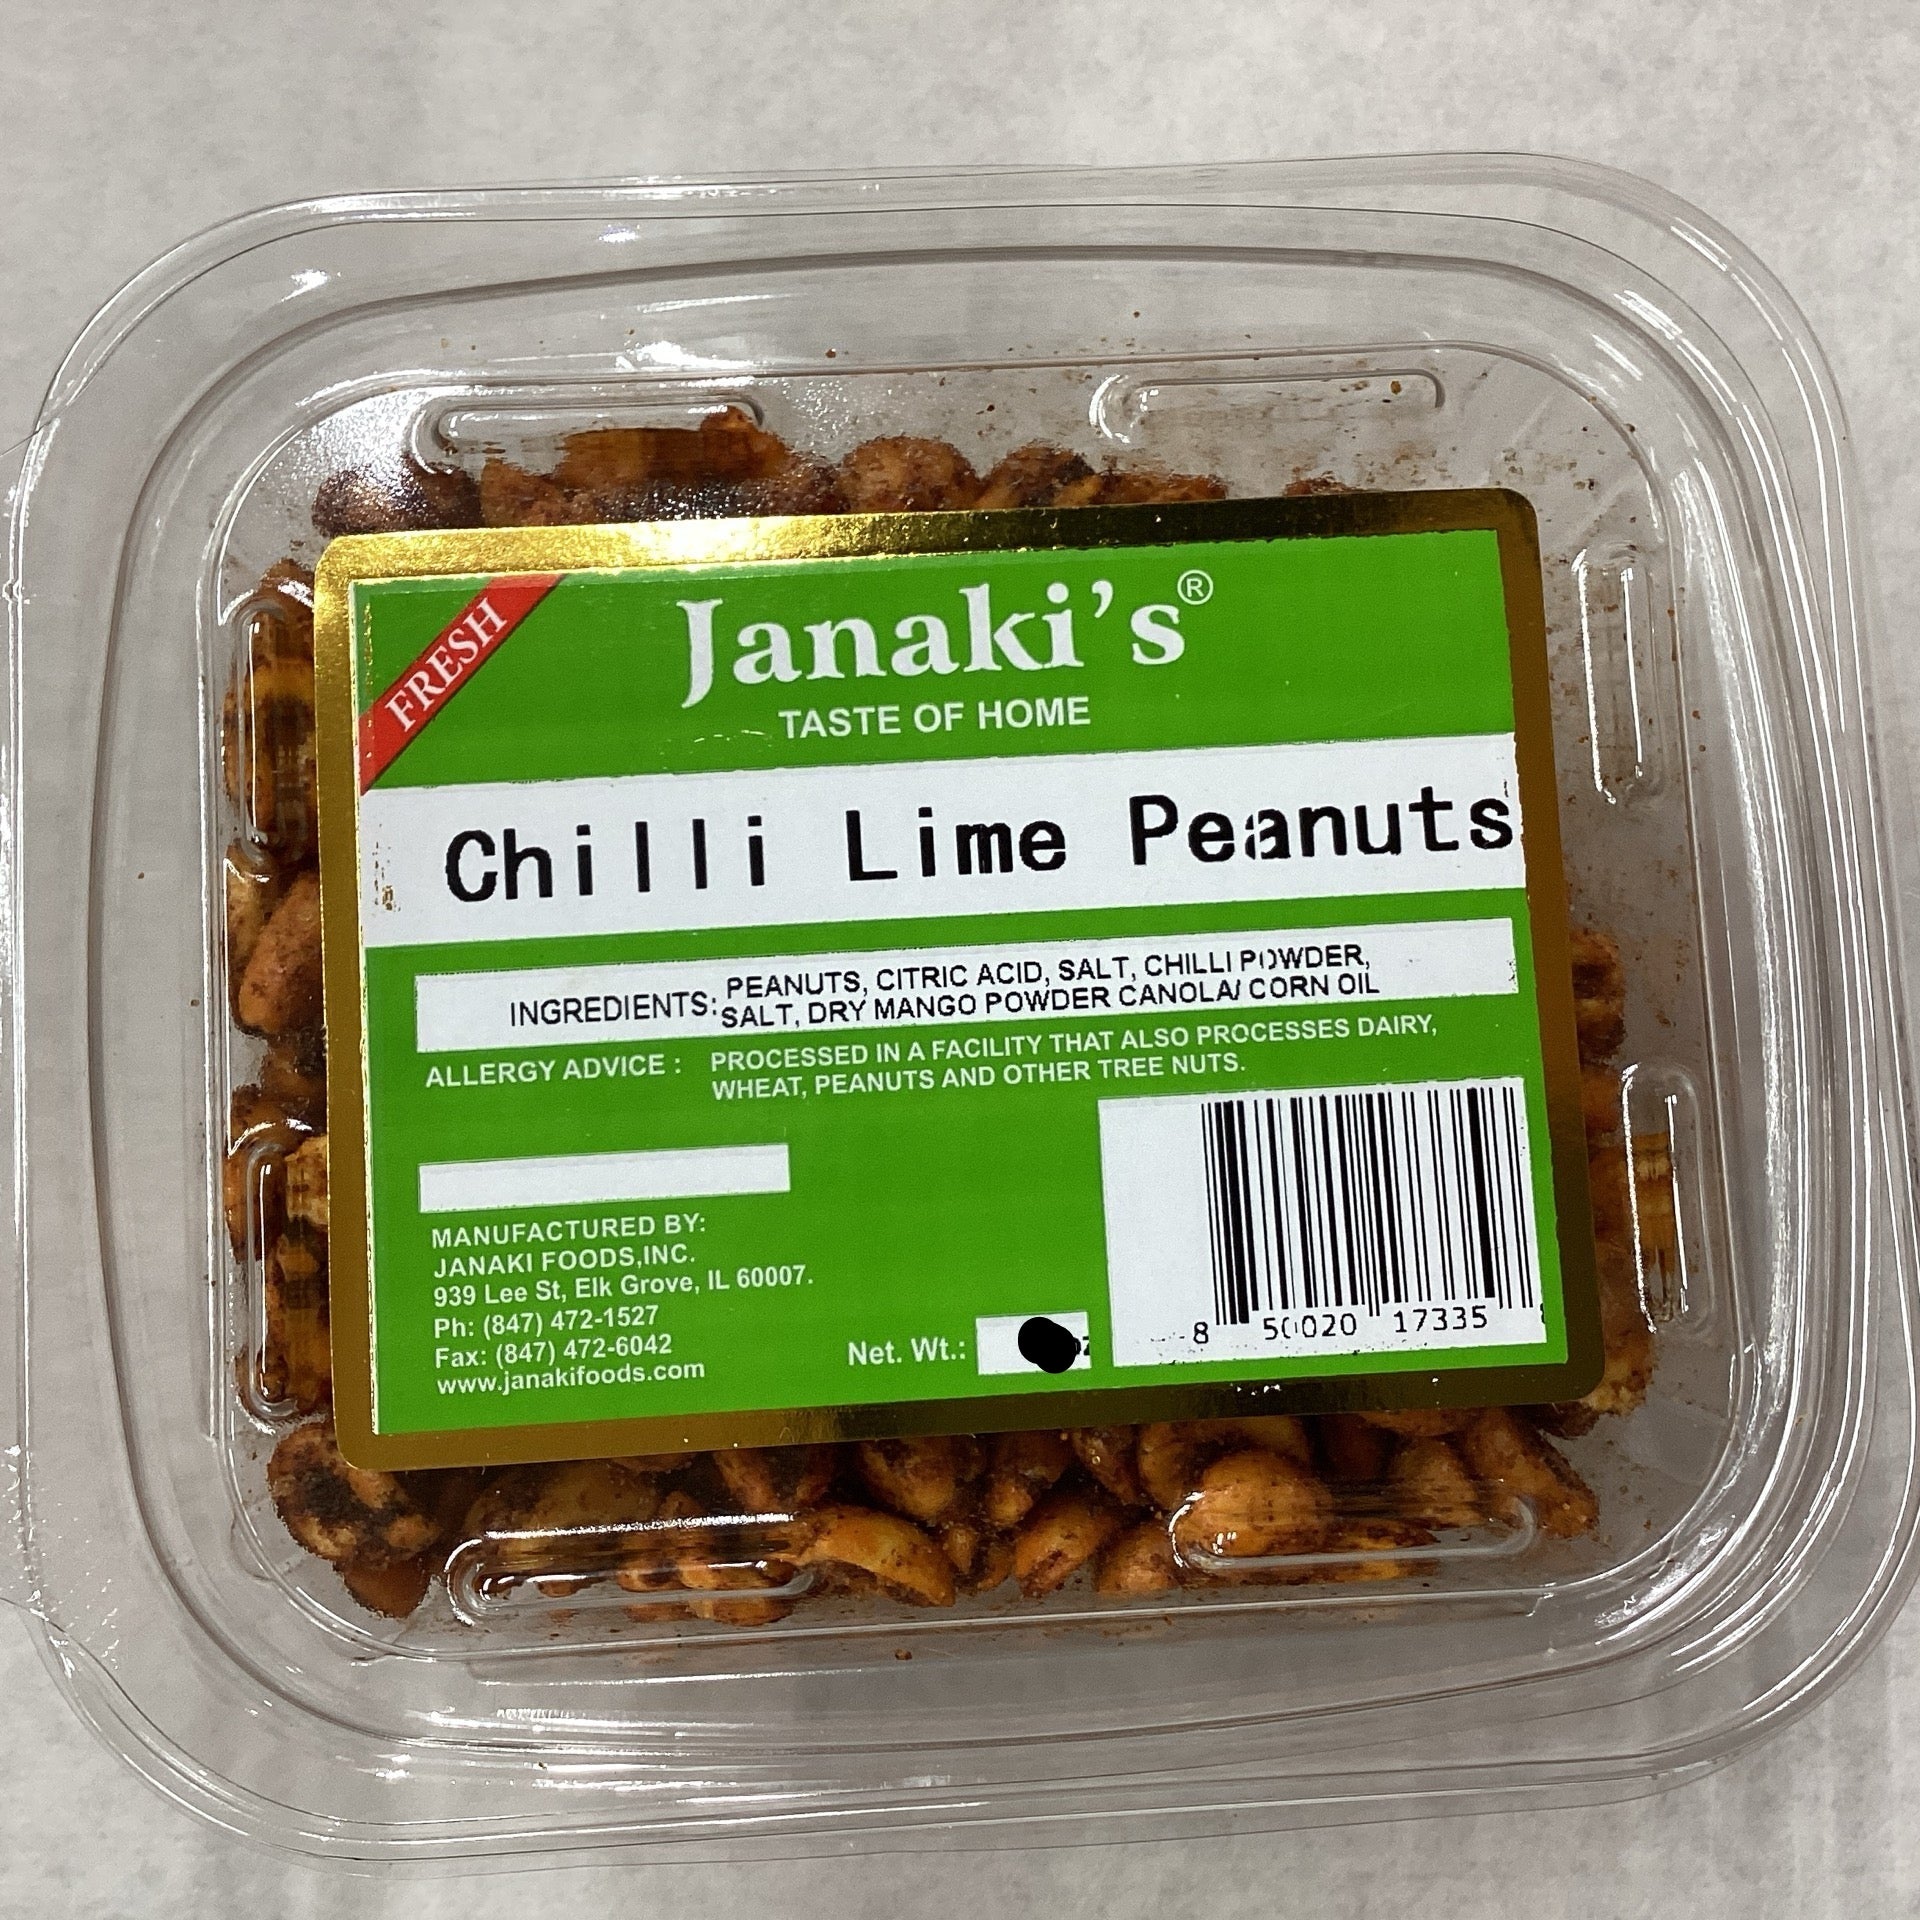 FRESH
Janaki's®
TASTE OF HOME
Chilli Lime Peanuts
INGREDIENTS: PEANUTS, CITRIC ACID, SALT, CHILLI POWDER,
SALT, DRY MANGO POWDER CANOLA/ CORN OIL
ALLERGY ADVICE : PROCESSED IN A FACILITY THAT ALSO PROCESSES DAIRY,
WHEAT, PEANUTS AND OTHER TREE NUTS.
MANUFACTURED BY:
JANAKI FOODS,INC.
939 Lee St, Elk Grove, IL 60007.
Ph: (847) 472-1527
Fax: (847) 472-6042
www.janakifoods.com
Net. Wt.:
8 50020 17335